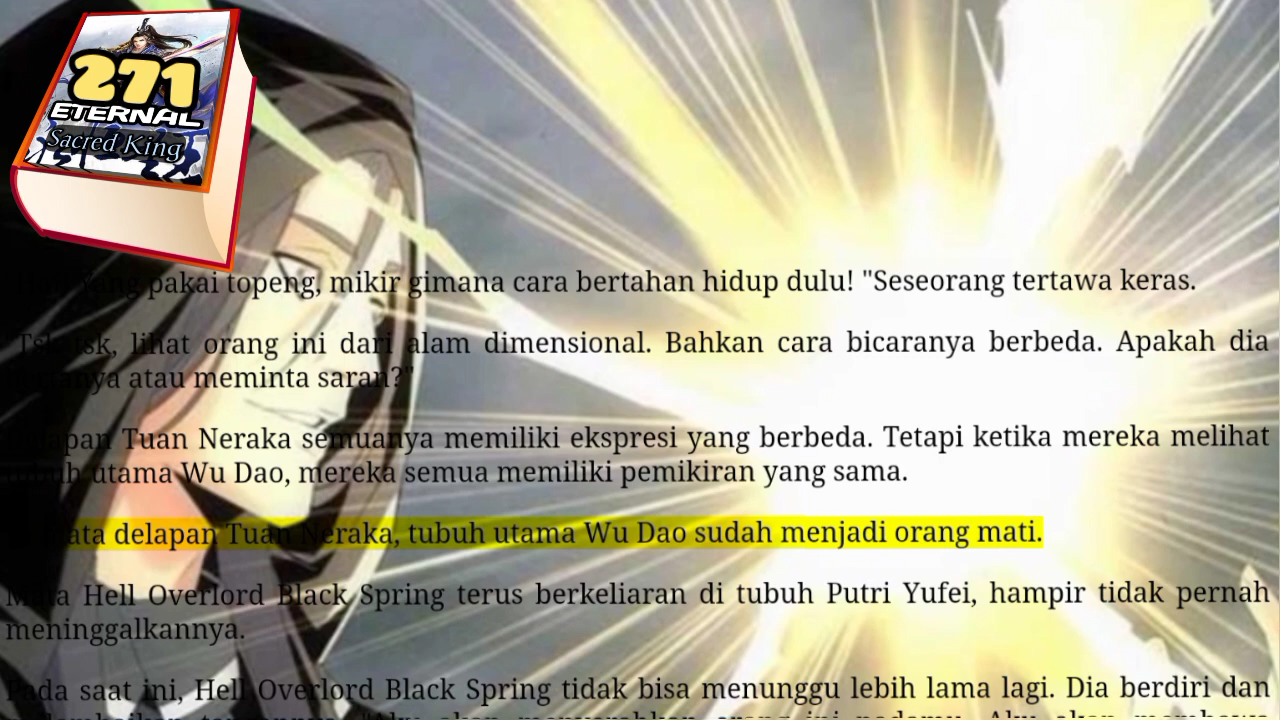 271
ETERNAL
Sacred King
pakai topeng, mikir gimana cara bertahan hidup dulu! "Seseorang tertawa keras.
lihat orang ini dari alam dimensional. Bahkan cara bicaranya berbeda. Apakah dia
atau meminta saran?"
Tuan Neraka semuanya memiliki ekspresi yang berbeda. Tetapi ketika mereka melihat
utama Wu Dao, mereka semua memiliki pemikiran yang sama.
delapan Tuan Neraka, tubuh utama Wu Dao sudah menjadi orang mati.
Mata Hell Overlord Black Spring terus berkeliaran di tubuh Putri Yufei, hampir tidak pernah
meninggalkannya.
Pada saat ini, Hell Overlord Black Spring tidak bisa menunggu lebih lama lagi. Dia berdiri dan